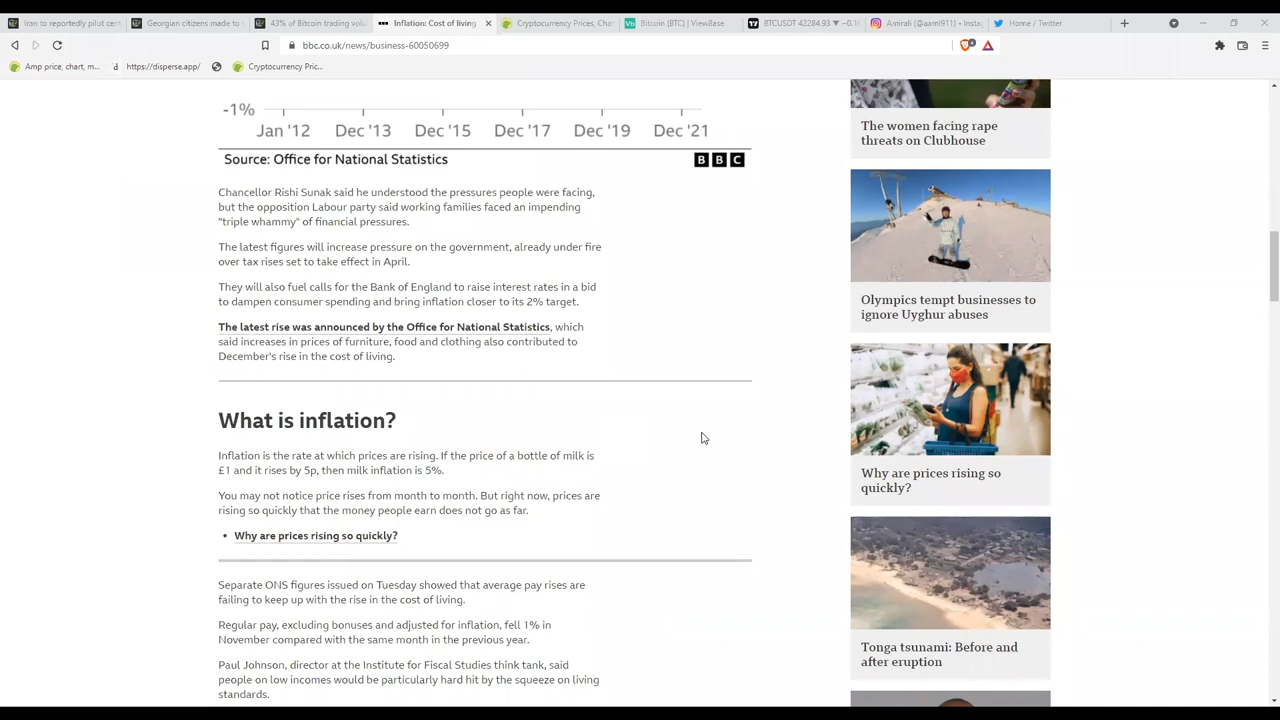 Iran to reportedly pilot cent
Georgian citizens made to s
43% of Bitcoin trading volu
Inflation: Cost of living
Cryptocurrency Prices, Cha
Bitcoin (BTC) | ViewBase
BTCUSDT 42284.93 ▼ −0.1
Amirali (@aami911) • Insta
Home / Twitter
bbc.co.uk/news/business-60050699
Amp price, chart, m...
https://disperse.app/
Cryptocurrency Pric...
-1%
Jan '12 Dec '13 Dec '15 Dec '17 Dec '19 Dec '21
Source: Office for National Statistics
BBC
Chancellor Rishi Sunak said he understood the pressures people were facing,
but the opposition Labour party said working families faced an impending
"triple whammy" of financial pressures.
The latest figures will increase pressure on the government, already under fire
over tax rises set to take effect in April.
They will also fuel calls for the Bank of England to raise interest rates in a bid
to dampen consumer spending and bring inflation closer to its 2% target.
The latest rise was announced by the Office for National Statistics, which
said increases in prices of furniture, food and clothing also contributed to
December's rise in the cost of living.
What is inflation?
Inflation is the rate at which prices are rising. If the price of a bottle of milk is
£1 and it rises by 5p, then milk inflation is 5%.
You may not notice price rises from month to month. But right now, prices are
rising so quickly that the money people earn does not go as far.
• Why are prices rising so quickly?
Separate ONS figures issued on Tuesday showed that average pay rises are
failing to keep up with the rise in the cost of living.
Regular pay, excluding bonuses and adjusted for inflation, fell 1% in
November compared with the same month in the previous year.
Paul Johnson, director at the Institute for Fiscal Studies think tank, said
people on low incomes would be particularly hard hit by the squeeze on living
standards.
The women facing rape
threats on Clubhouse
Olympics tempt businesses to
ignore Uyghur abuses
Why are prices rising so
quickly?
Tonga tsunami: Before and
after eruption